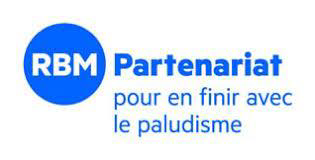 RBM Partenariat
pour en finir avec
le paludisme